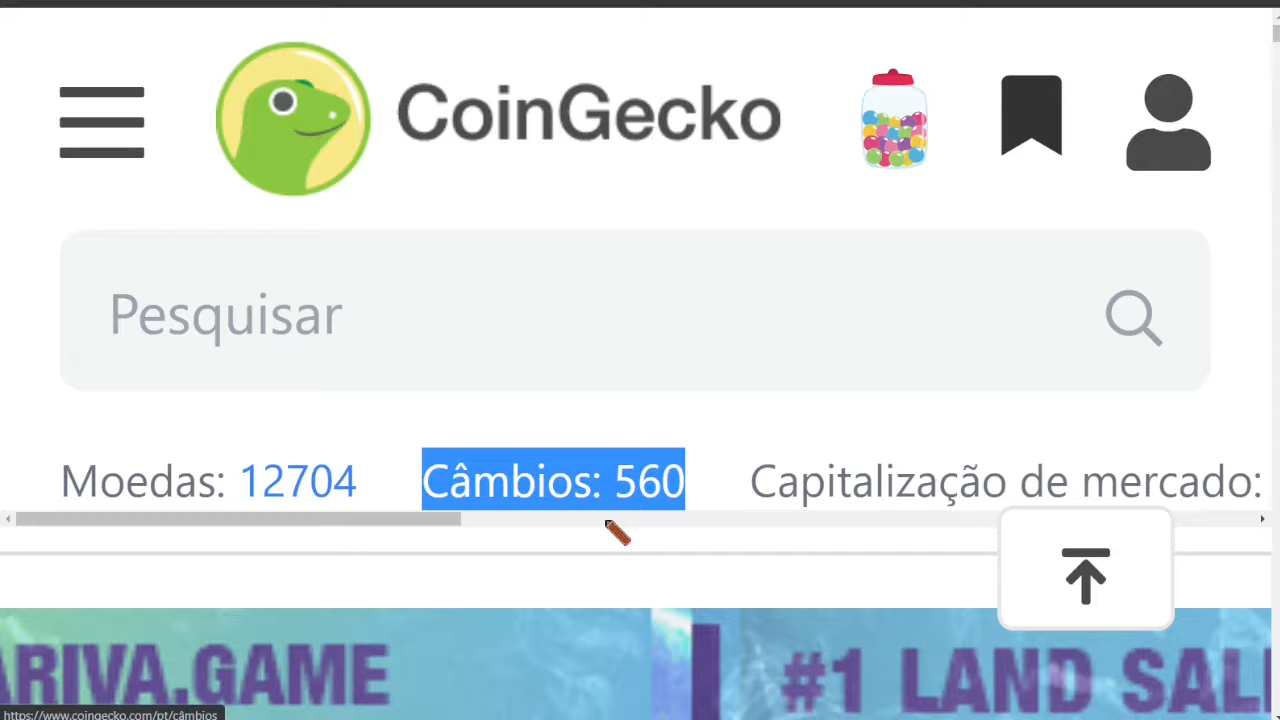 CoinGecko
Pesquisar
Moedas: 12704 Câmbios: 560 Capitalização de mercado:
ARIVA.GAME #1 LAND SAL
https://www.coingecko.com/pt/câmbios